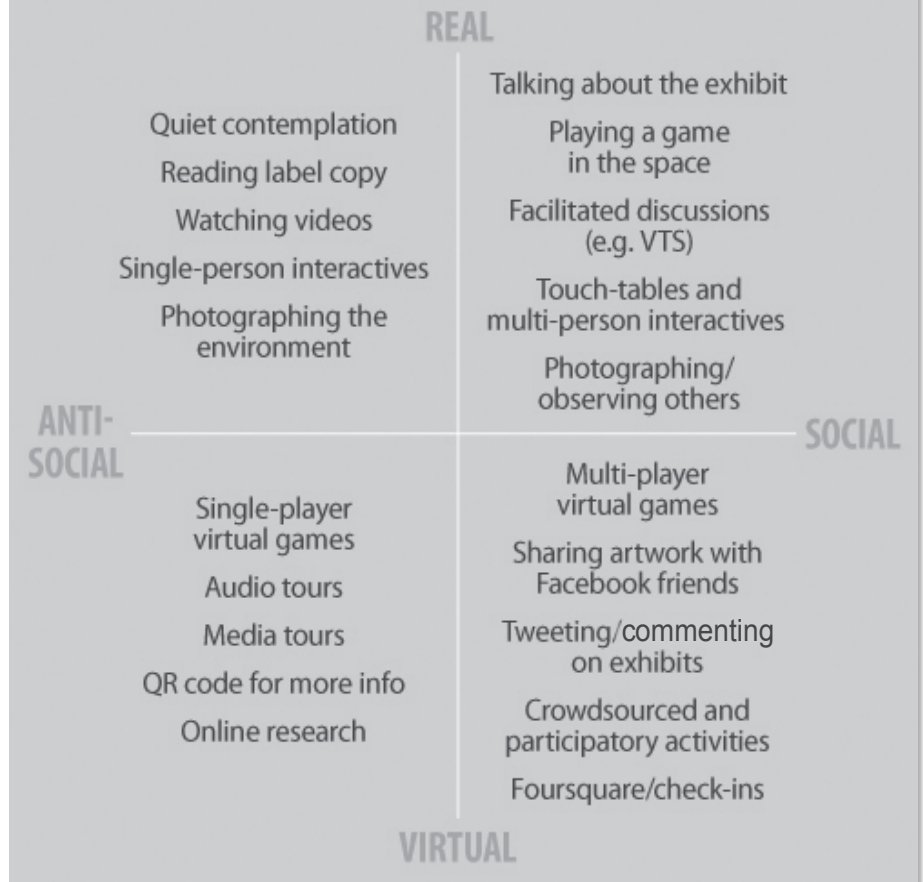 REAL
Quiet contemplation
Reading label copy
Watching videos
Single-person interactives
Photographing the
environment
Talking about the exhibit
Playing a game
in the space
Facilitated discussions
(e.g. VTS)
Touch-tables and
multi-person interactives
Photographing/
observing others
ANTI-
SOCIAL
SOCIAL
Single-player
virtual games
Audio tours
Media tours
QR code for more info
Online research
Multi-player
virtual games
Sharing artwork with
Facebook friends
Tweeting/commenting
on exhibits
Crowdsourced and
participatory activities
Foursquare/check-ins
VIRTUAL